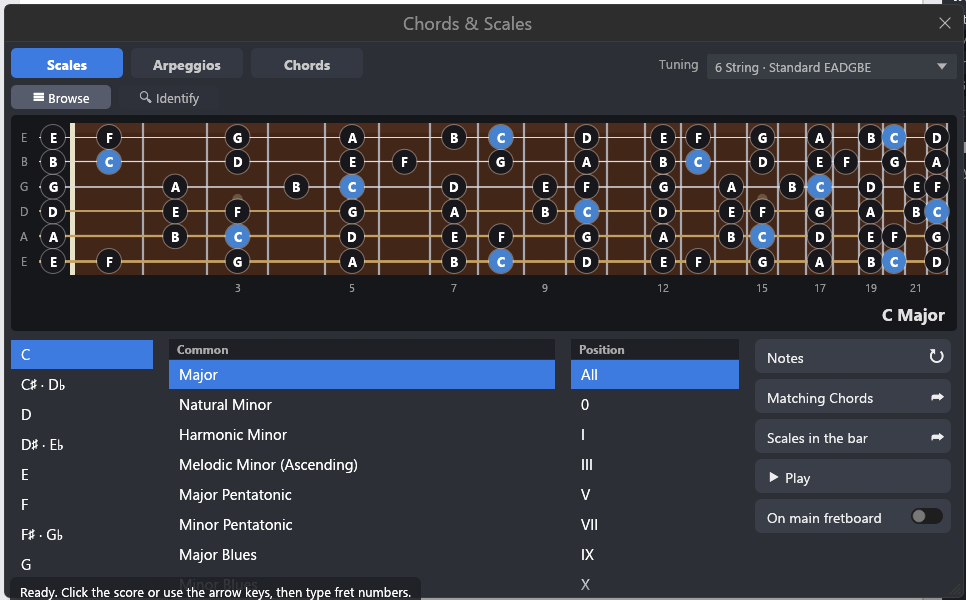 Chords & Scales
Scales
Arpeggios
Chords
Tuning
6 String · Standard EADGBE
Browse
Identify
E E F G A B C D E F G A B C D
B B C D E F G A B C D E F G A
G G A B C D E F G A B C D E F
D D E F G A B C D E F G A B C
A A B C D E F G A B C D E F G
E E F G A B C D E F G A B C D
3 5 7 9 12 15 17 19 21
C Major
C
C♯ · D♭
D
D♯ · E♭
E
F
F♯ · G♭
G
Common
Major
Natural Minor
Harmonic Minor
Melodic Minor (Ascending)
Major Pentatonic
Minor Pentatonic
Major Blues
Minor Blues
Position
All
0
I
III
V
VII
IX
X
Notes
Matching Chords
Scales in the bar
Play
On main fretboard
Ready. Click the score or use the arrow keys, then type fret numbers.